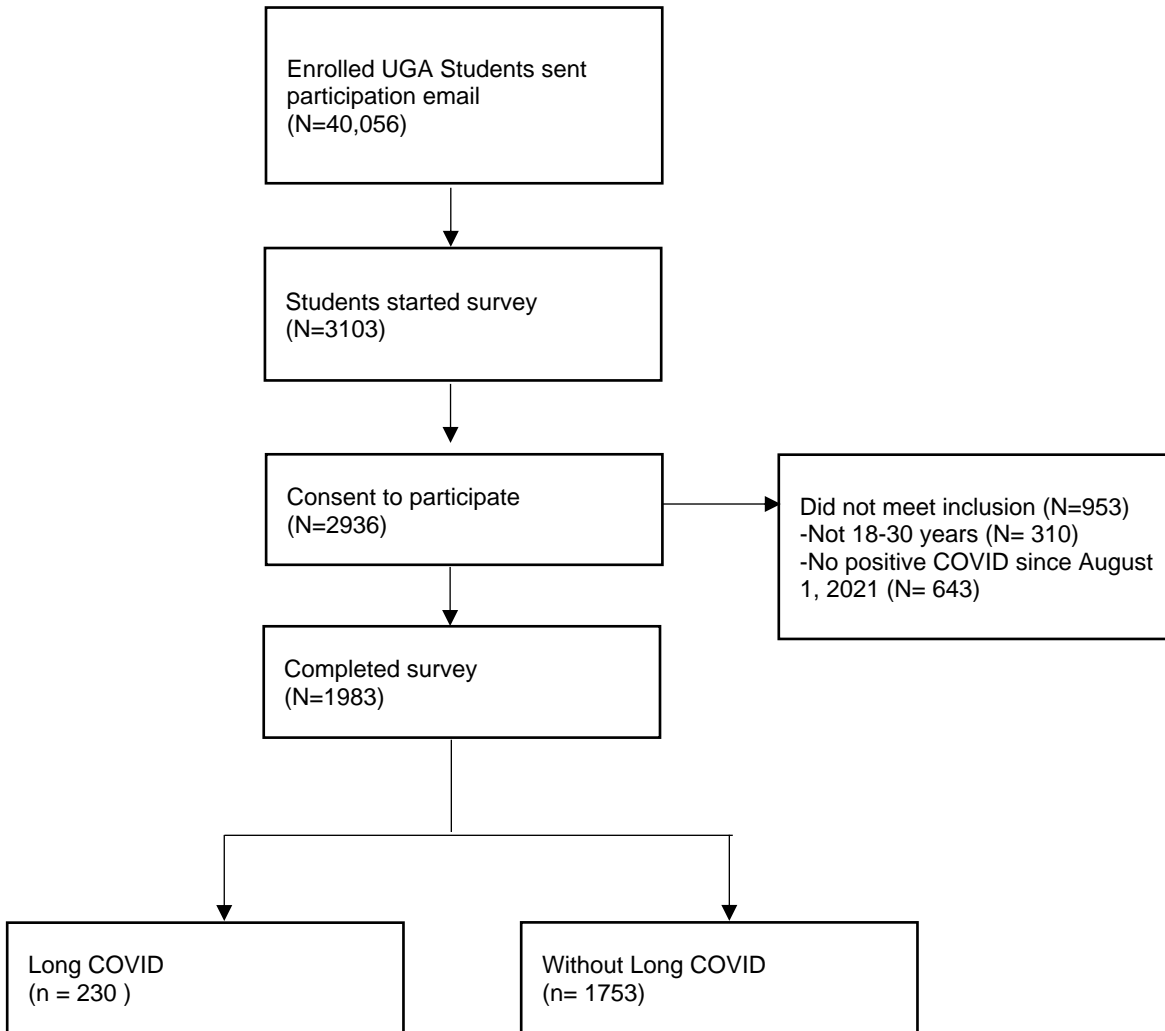 Enrolled UGA Students sent
participation email
(N=40,056)
Students started survey
(N=3103)
Consent to participate
(N=2936)
Did not meet inclusion (N=953)
-Not 18-30 years (N= 310)
-No positive COVID since August
1, 2021 (N= 643)
Completed survey
(N=1983)
Long COVID
(n = 230 )
Without Long COVID
(n= 1753)